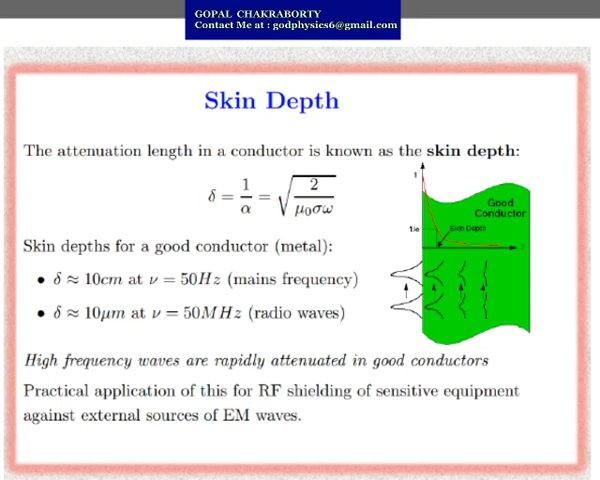 GOPAL CHAKRABORTY
Contact Me at : godphysics6@gmail.com
Skin Depth
The attenuation length in a conductor is known as the skin depth:
δ = 1/α = √(2/μ₀σω)
1
Good
Conductor
1/e
Skin Depth
z
Skin depths for a good conductor (metal):
• δ ≈ 10cm at ν = 50Hz (mains frequency)
• δ ≈ 10μm at ν = 50MHz (radio waves)
High frequency waves are rapidly attenuated in good conductors
Practical application of this for RF shielding of sensitive equipment
against external sources of EM waves.